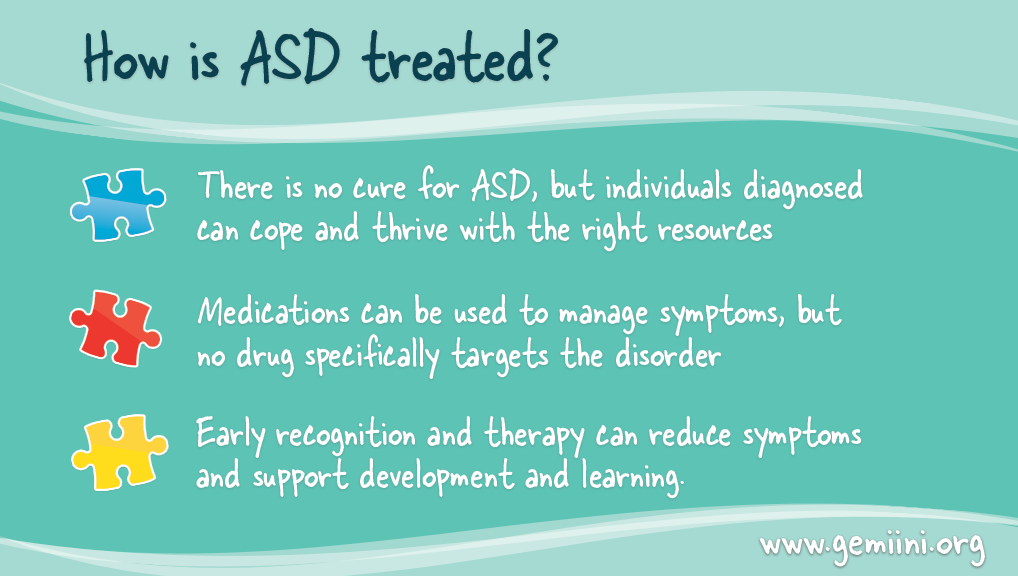 How is ASD treated?
There is no cure for ASD, but individuals diagnosed
can cope and thrive with the right resources
Medications can be used to manage symptoms, but
no drug specifically targets the disorder
Early recognition and therapy can reduce symptoms
and support development and learning.
www.gemiini.org